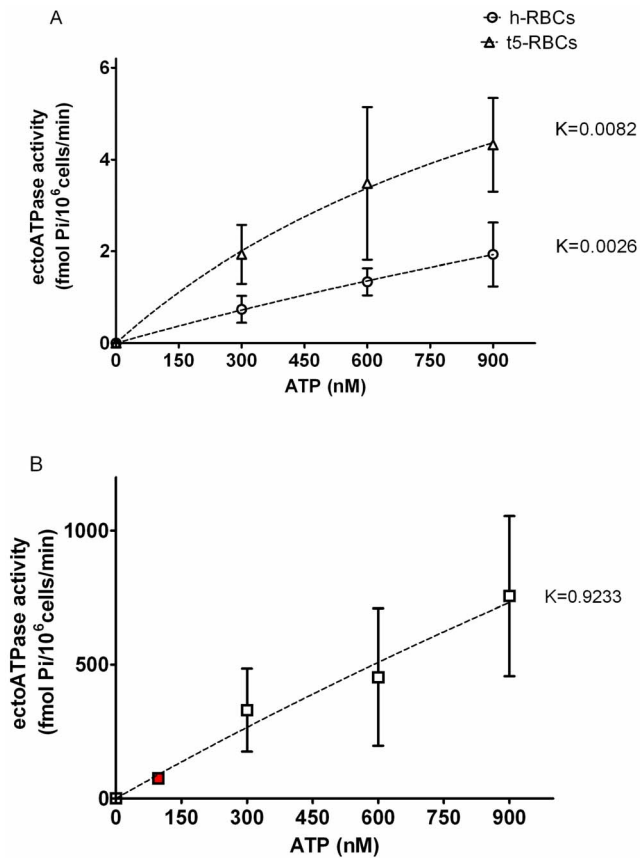 A
h-RBCs
t5-RBCs
ectoATPase activity
(fmol Pi/10⁶cells/min)
6
4
2
0
K=0.0082
K=0.0026
0 150 300 450 600 750 900
ATP (nM)
B
ectoATPase activity
(fmol Pi/10⁶cells/min)
1000
500
0
K=0.9233
0 150 300 450 600 750 900
ATP (nM)